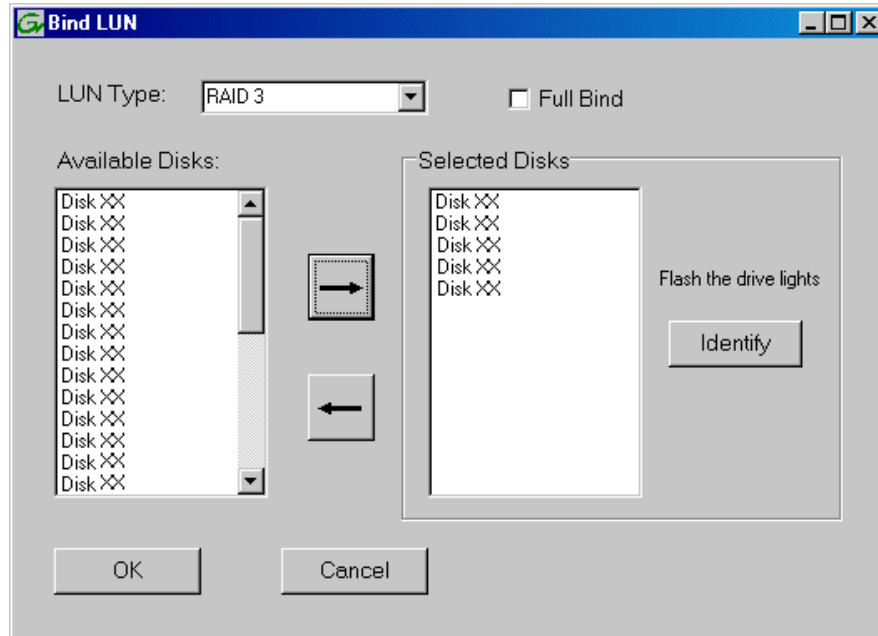 Bind LUN
LUN Type: RAID 3 Full Bind
Available Disks:
Disk XX
Disk XX
Disk XX
Disk XX
Disk XX
Disk XX
Disk XX
Disk XX
Disk XX
Disk XX
Disk XX
Disk XX
Disk XX
Disk XX
Selected Disks
Disk XX
Disk XX
Disk XX
Disk XX
Disk XX
Flash the drive lights
Identify
OK Cancel